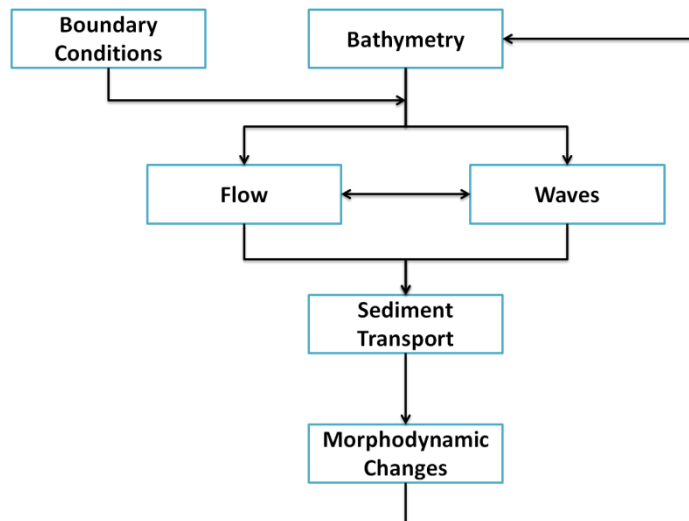 Boundary
Conditions
Bathymetry
Flow
Waves
Sediment
Transport
Morphodynamic
Changes